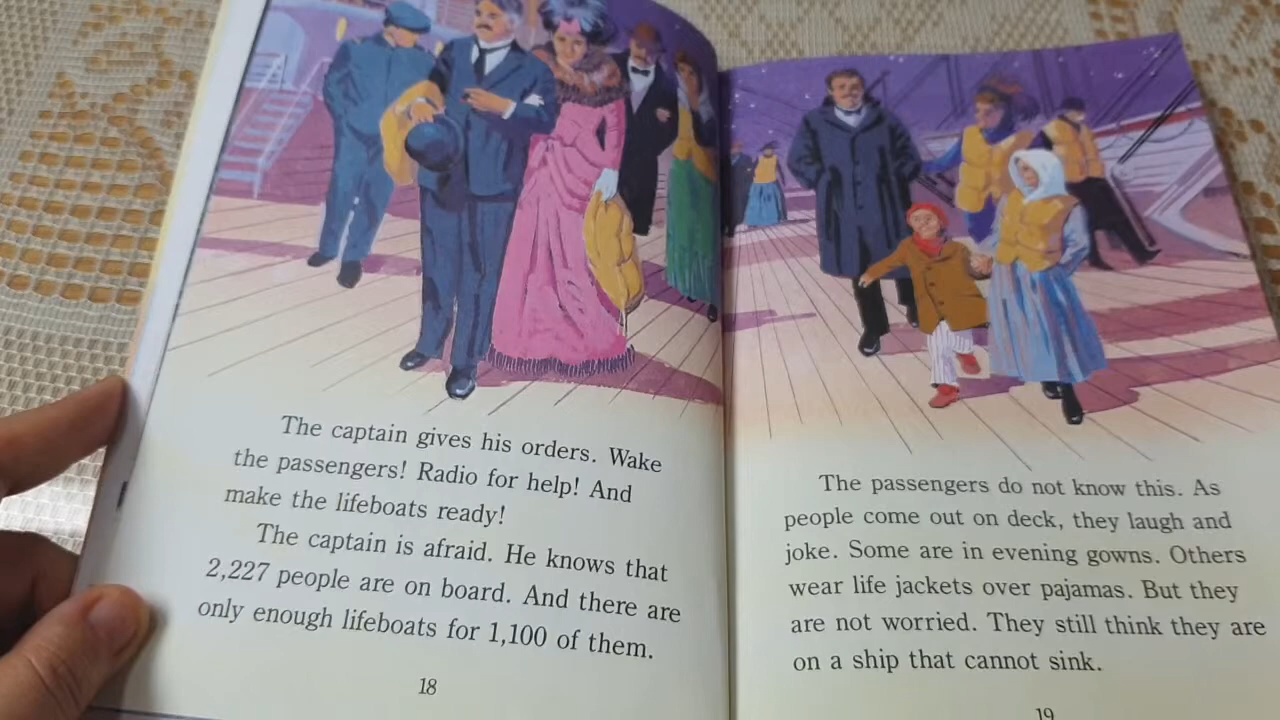 The captain gives his orders. Wake
the passengers! Radio for help! And
make the lifeboats ready!
The captain is afraid. He knows that
2,227 people are on board. And there are
only enough lifeboats for 1,100 of them.
18
The passengers do not know this. As
people come out on deck, they laugh and
joke. Some are in evening gowns. Others
wear life jackets over pajamas. But they
are not worried. They still think they are
on a ship that cannot sink.
19